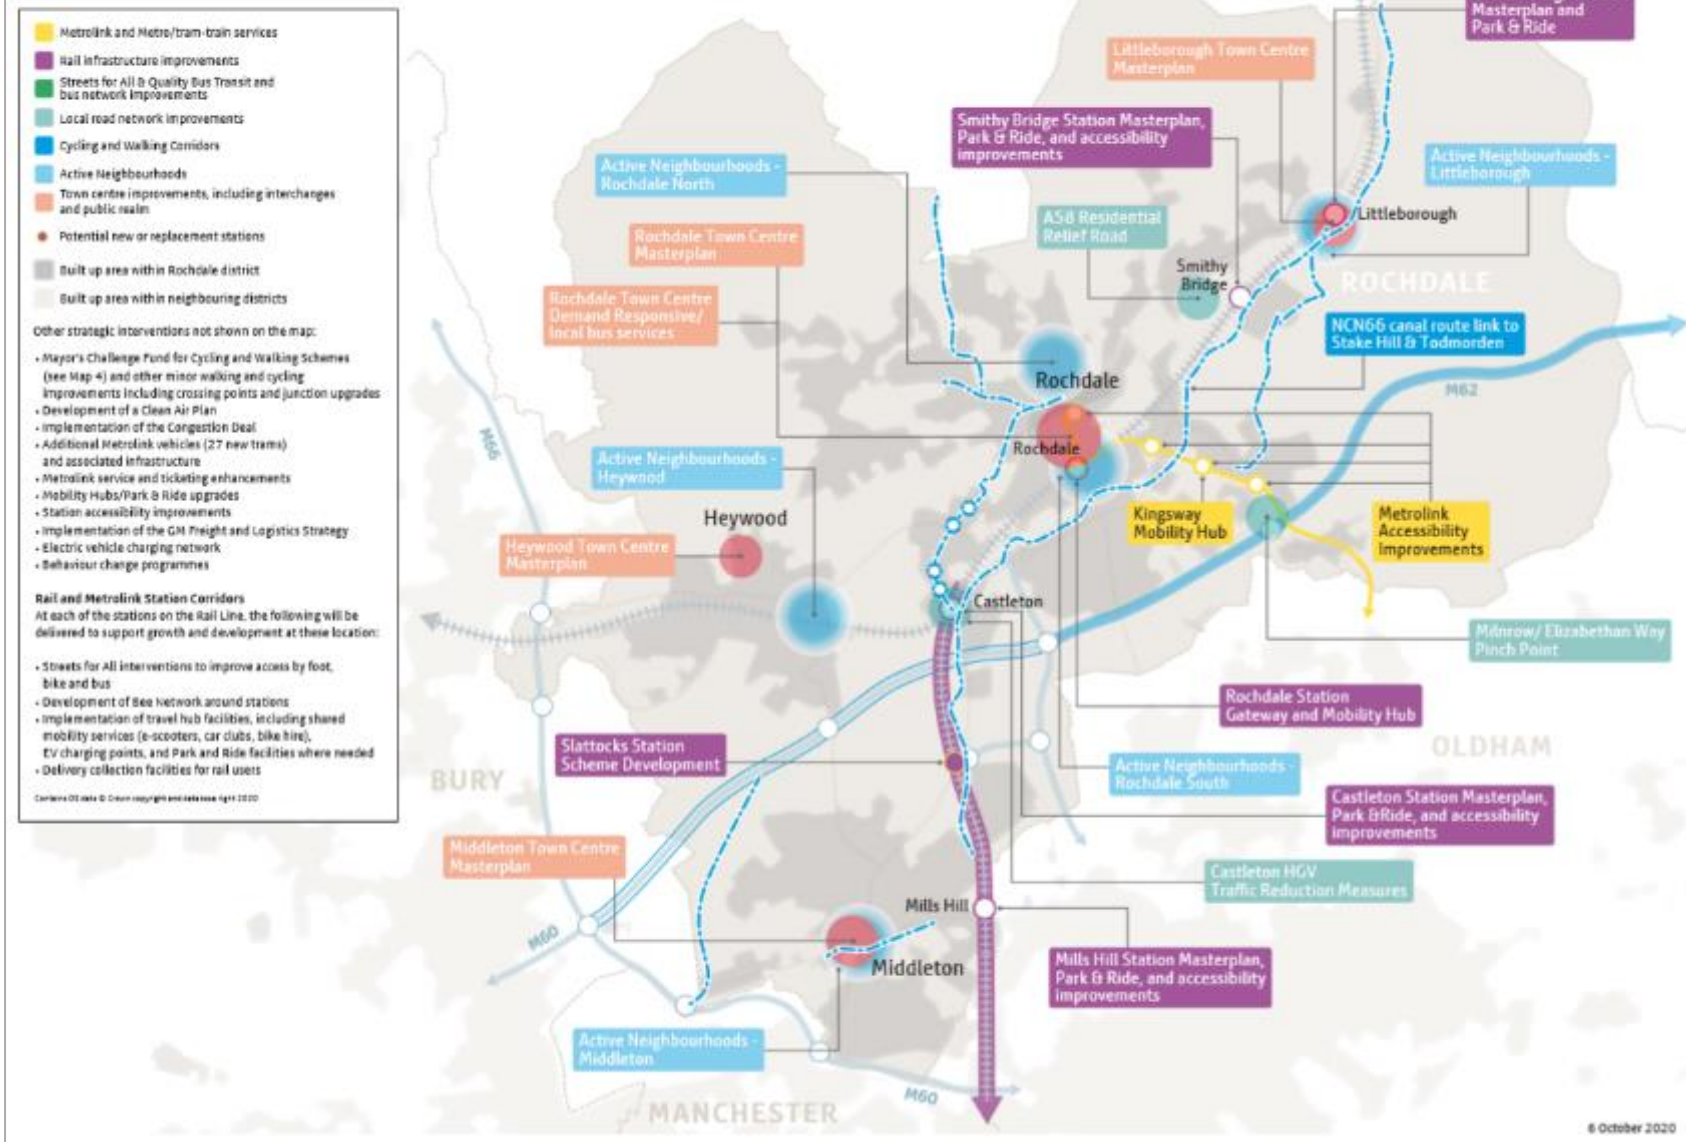 Metrolink and Metro/tram-train services
Rail infrastructure improvements
Streets for All & Quality Bus Transit and
bus network improvements
Local road network improvements
Cycling and Walking Corridors
Active Neighbourhoods
Town centre improvements, including interchanges
and public realm
Potential new or replacement stations
Built up area within Rochdale district
Built up area within neighbouring districts
Other strategic interventions not shown on the map:
• Mayor's Challenge Fund for Cycling and Walking Schemes
(see Map 4) and other minor walking and cycling
improvements including crossing points and junction upgrades
• Development of a Clean Air Plan
• Implementation of the Congestion Deal
• Additional Metrolink vehicles (27 new trams)
and associated infrastructure
• Metrolink service and ticketing enhancements
• Mobility Hubs/Park & Ride upgrades
• Station accessibility improvements
• Implementation of the GM Freight and Logistics Strategy
• Electric vehicle charging network
• Behaviour change programmes
Rail and Metrolink Station Corridors
At each of the stations on the Rail Line, the following will be
delivered to support growth and development at these location:
• Streets for All interventions to improve access by foot,
bike and bus
• Development of Bee Network around stations
• Implementation of travel hub facilities, including shared
mobility services (e-scooters, car clubs, bike hire),
EV charging points, and Park and Ride facilities where needed
• Delivery collection facilities for rail users
Contains OS data © Crown copyright and database right 2020
Masterplan and
Park & Ride
Littleborough Town Centre
Masterplan
Smithy Bridge Station Masterplan,
Park & Ride, and accessibility
improvements
Active Neighbourhoods -
Rochdale North
Active Neighbourhoods -
Littleborough
A58 Residential
Relief Road
Littleborough
Rochdale Town Centre
Masterplan
Smithy
Bridge
ROCHDALE
Rochdale Town Centre
Demand Responsive/
local bus services
NCN66 canal route link to
Stake Hill & Todmorden
M62
Rochdale
Rochdale
M66
Active Neighbourhoods -
Heywood
Heywood
Kingsway
Mobility Hub
Metrolink
Accessibility
Improvements
Heywood Town Centre
Masterplan
Castleton
Milnrow/ Elizabethan Way
Pinch Point
Rochdale Station
Gateway and Mobility Hub
Slattocks Station
Scheme Development
OLDHAM
BURY
Active Neighbourhoods -
Rochdale South
Castleton Station Masterplan,
Park &Ride, and accessibility
improvements
Middleton Town Centre
Masterplan
Castleton HGV
Traffic Reduction Measures
Mills Hill
M60
Middleton
Mills Hill Station Masterplan,
Park & Ride, and accessibility
improvements
Active Neighbourhoods -
Middleton
M60
MANCHESTER
6 October 2020